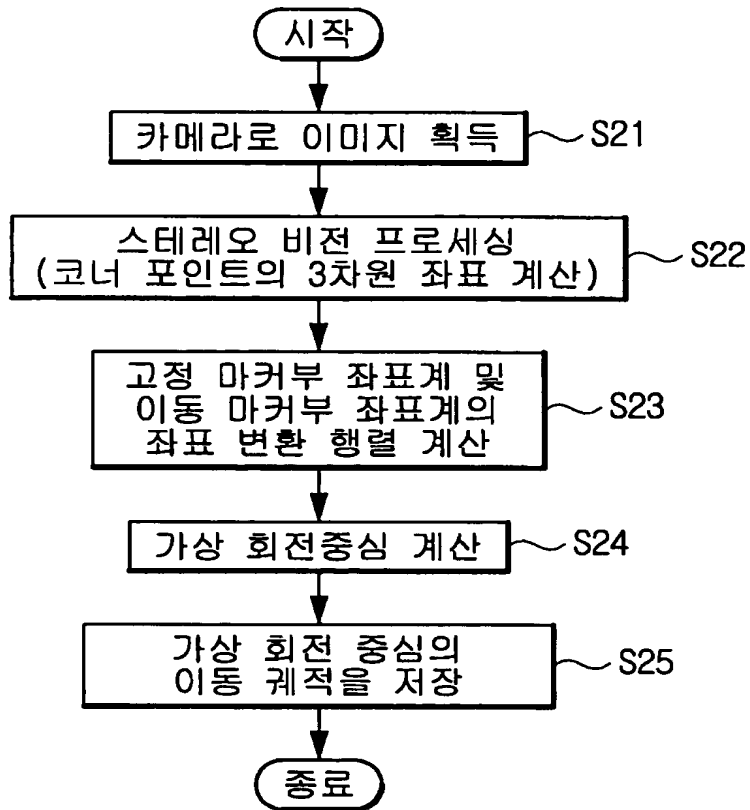 시작
카메라로 이미지 획득
S21
스테레오 비전 프로세싱
(코너 포인트의 3차원 좌표 계산)
S22
고정 마커부 좌표계 및
이동 마커부 좌표계의
좌표 변환 행렬 계산
S23
가상 회전중심 계산
S24
가상 회전 중심의
이동 궤적을 저장
S25
종료